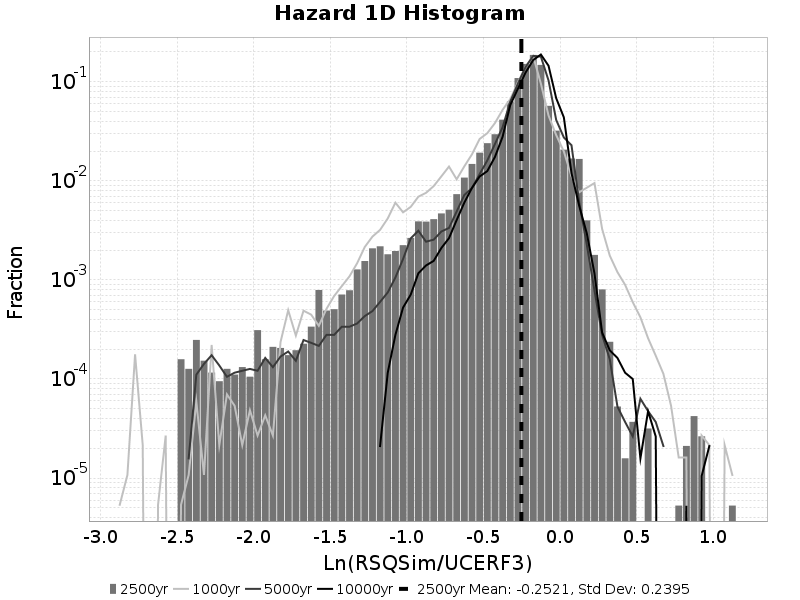 Hazard 1D Histogram
Fraction
10-1
10-2
10-3
10-4
10-5
-3.0 -2.5 -2.0 -1.5 -1.0 -0.5 0.0 0.5 1.0
Ln(RSQSim/UCERF3)
2500yr 1000yr 5000yr 10000yr 2500yr Mean: -0.2521, Std Dev: 0.2395